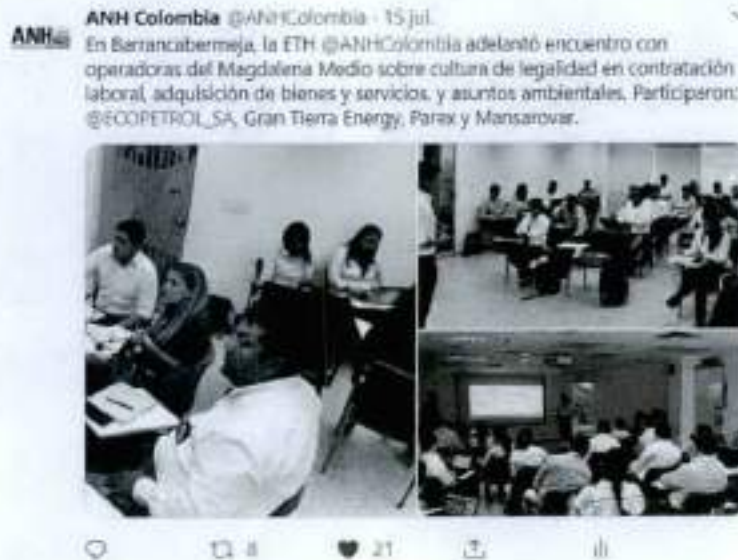 ANH Colombia @ANHColombia · 15 jul.
ANH
En Barrancabermeja, la ETH @ANHColombia adelantó encuentro con
operadoras del Magdalena Medio sobre cultura de legalidad en contratación
laboral, adquisición de bienes y servicios, y asuntos ambientales. Participaron:
@ECOPETROL_SA, Gran Tierra Energy, Parex y Mansarovar.
8 21